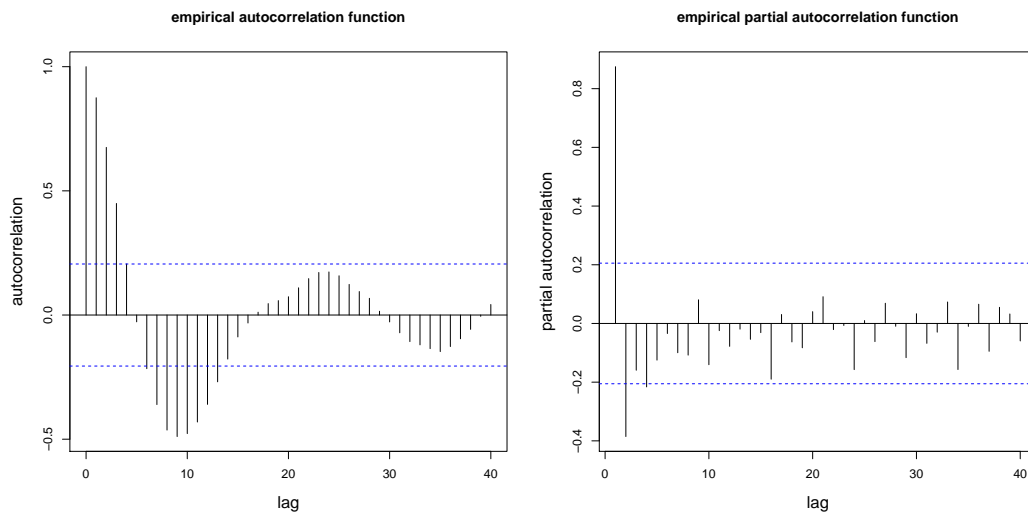 empirical autocorrelation function
autocorrelation
1.0
0.5
0.0
−0.5
0 10 20 30 40
lag
empirical partial autocorrelation function
partial autocorrelation
0.8
0.6
0.4
0.2
0.0
−0.2
−0.4
0 10 20 30 40
lag